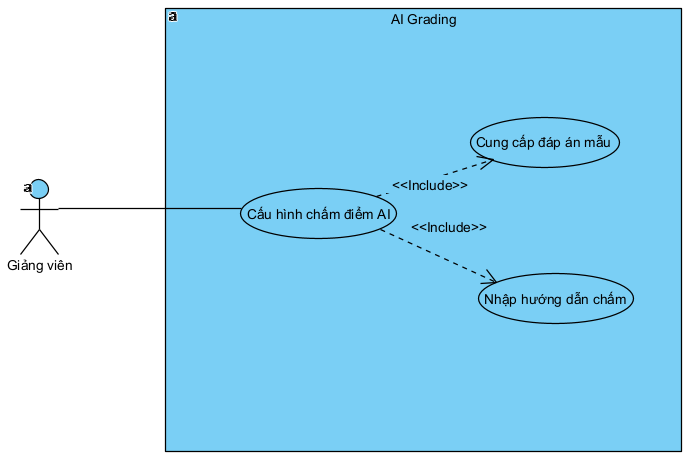 a
AI Grading
Cung cấp đáp án mẫu
<<Include>>
a
Cấu hình chấm điểm AI
<<Include>>
Giảng viên
Nhập hướng dẫn chấm